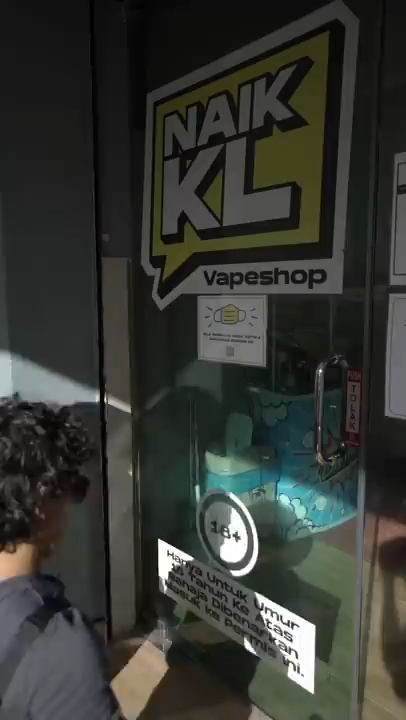 NAIK
KL
Vapeshop
TOLAK
18+
Hanya Untuk Umur
18 Tahun Ke Atas
Sahaja Dibenarkan
Masuk Ke Permis Ini.